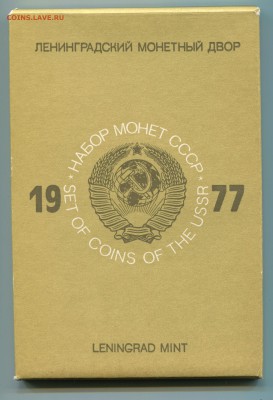 COINS.LAVE.RU
ЛЕНИНГРАДСКИЙ МОНЕТНЫЙ ДВОР
НАБОР МОНЕТ СССР
19 77
* SET OF COINS OF THE USSR *
LENINGRAD MINT